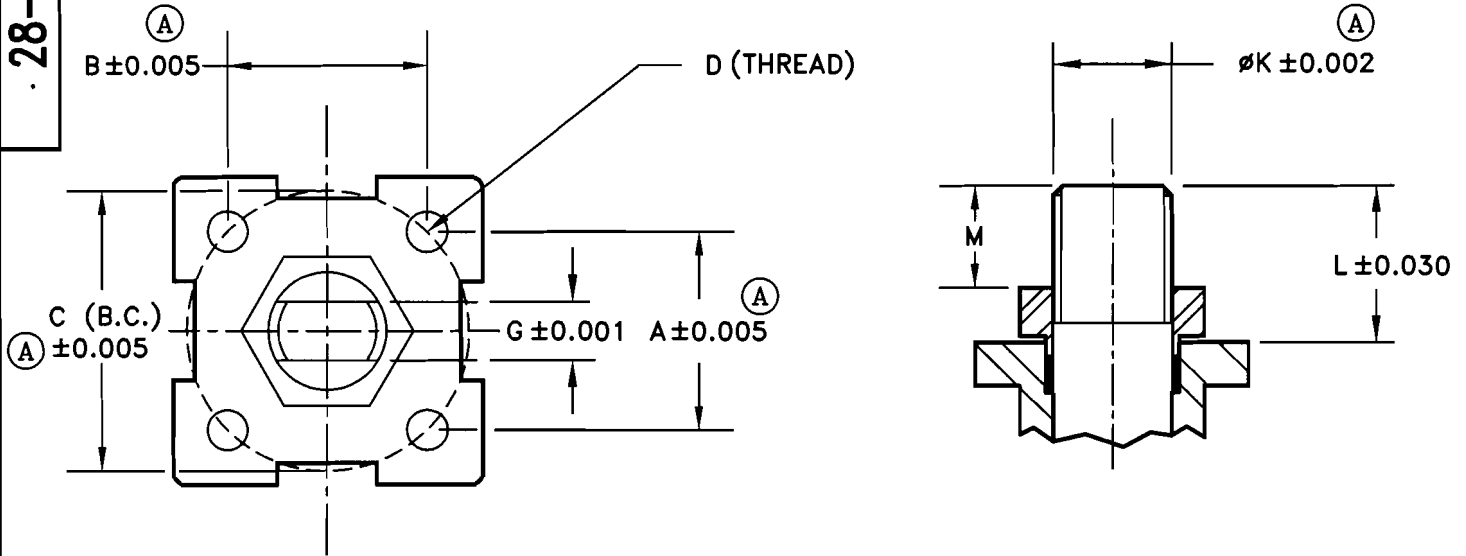 . 28-
A
B ±0.005
D (THREAD)
A
øK ±0.002
M
L ±0.030
C (B.C.)
A ±0.005
G ±0.001
A ±0.005
A